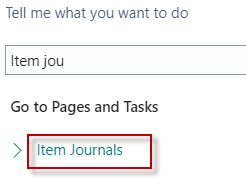 Tell me what you want to do
Item jou
Go to Pages and Tasks
Item Journals